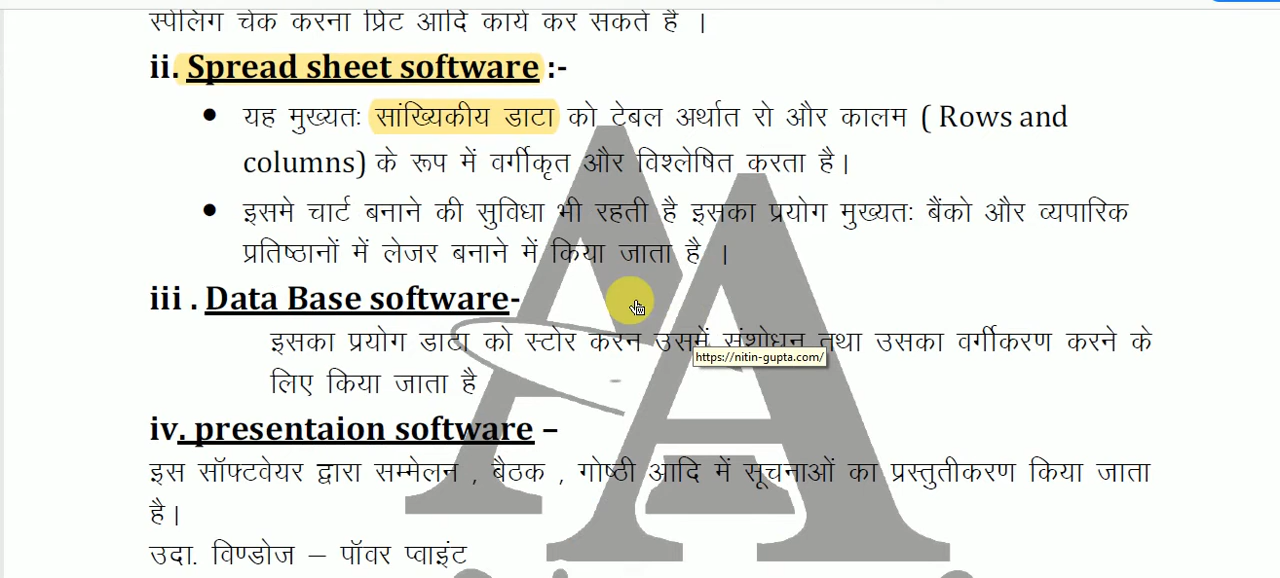 स्पेलिंग चेक करना प्रिंट आदि कार्य कर सकते है ।
ii. Spread sheet software :-
• यह मुख्यतः सांख्यिकीय डाटा को टेबल अर्थात रो और कालम ( Rows and
columns) के रूप में वर्गीकृत और विश्लेषित करता है।
• इसमे चार्ट बनाने की सुविधा भी रहती है इसका प्रयोग मुख्यतः बैंको और व्यपारिक
प्रतिष्ठानों में लेजर बनाने में किया जाता है ।
iii . Data Base software-
इसका प्रयोग डाटा को स्टोर करने उसमें संशोधन तथा उसका वर्गीकरण करने के
https://nitin-gupta.com/
लिए किया जाता है
iv. presentaion software –
इस सॉफ्टवेयर द्वारा सम्मेलन , बैठक , गोष्ठी आदि में सूचनाओं का प्रस्तुतीकरण किया जाता
है।
उदा. विण्डोज – पॉवर प्वाइंट